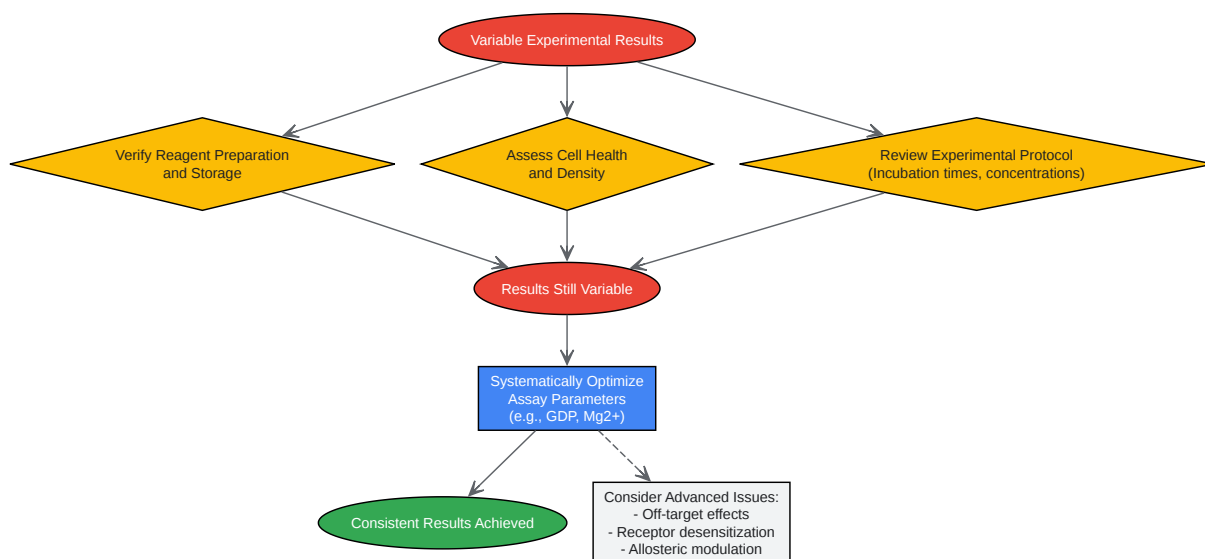 Variable Experimental Results
Verify Reagent Preparation
and Storage
Assess Cell Health
and Density
Review Experimental Protocol
(Incubation times, concentrations)
Results Still Variable
Systematically Optimize
Assay Parameters
(e.g., GDP, Mg2+)
Consistent Results Achieved
Consider Advanced Issues:
- Off-target effects
- Receptor desensitization
- Allosteric modulation